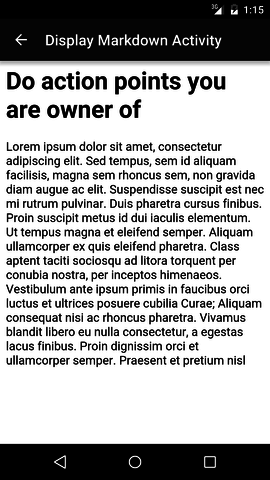 3G 1:15
Display Markdown Activity
Do action points you
are owner of
Lorem ipsum dolor sit amet, consectetur
adipiscing elit. Sed tempus, sem id aliquam
facilisis, magna sem rhoncus sem, non gravida
diam augue ac elit. Suspendisse suscipit est nec
mi rutrum pulvinar. Duis pharetra cursus finibus.
Proin suscipit metus id dui iaculis elementum.
Ut tempus magna et eleifend semper. Aliquam
ullamcorper ex quis eleifend pharetra. Class
aptent taciti sociosqu ad litora torquent per
conubia nostra, per inceptos himenaeos.
Vestibulum ante ipsum primis in faucibus orci
luctus et ultrices posuere cubilia Curae; Aliquam
consequat nisi ac rhoncus pharetra. Vivamus
blandit libero eu nulla consectetur, a egestas
lacus finibus. Proin dignissim orci et
ullamcorper semper. Praesent et pretium nisl